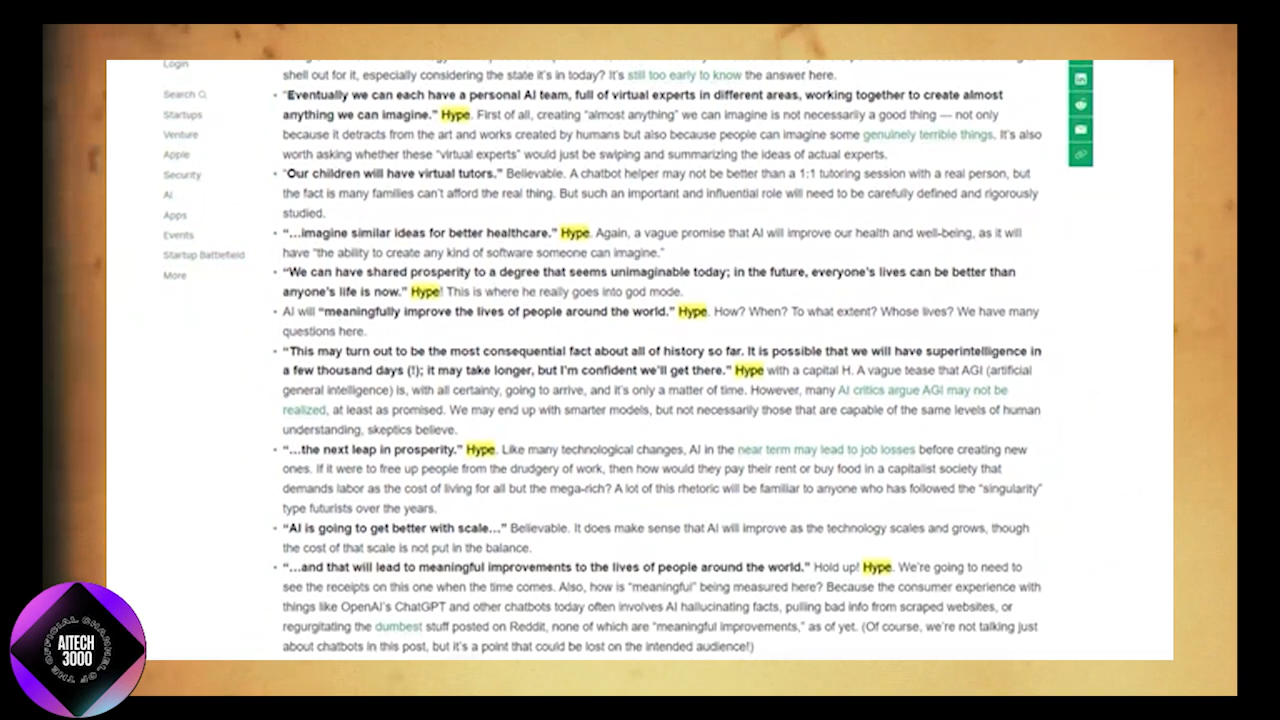 Login
Search
Startups
Venture
Apple
Security
AI
Apps
Events
Startup Battlefield
More
shell out for it, especially considering the state it's in today? It's still too early to know the answer here.
• "Eventually we can each have a personal AI team, full of virtual experts in different areas, working together to create almost
anything we can imagine." Hype. First of all, creating "almost anything" we can imagine is not necessarily a good thing — not only
because it detracts from the art and works created by humans but also because people can imagine some genuinely terrible things. It's also
worth asking whether these "virtual experts" would just be swiping and summarizing the ideas of actual experts.
• "Our children will have virtual tutors." Believable. A chatbot helper may not be better than a 1:1 tutoring session with a real person, but
the fact is many families can't afford the real thing. But such an important and influential role will need to be carefully defined and rigorously
studied.
• "…imagine similar ideas for better healthcare." Hype. Again, a vague promise that AI will improve our health and well-being, as it will
have "the ability to create any kind of software someone can imagine."
• "We can have shared prosperity to a degree that seems unimaginable today; in the future, everyone's lives can be better than
anyone's life is now." Hype! This is where he really goes into god mode.
• AI will "meaningfully improve the lives of people around the world." Hype. How? When? To what extent? Whose lives? We have many
questions here.
• "This may turn out to be the most consequential fact about all of history so far. It is possible that we will have superintelligence in
a few thousand days (!); it may take longer, but I'm confident we'll get there." Hype with a capital H. A vague tease that AGI (artificial
general intelligence) is, with all certainty, going to arrive, and it's only a matter of time. However, many AI critics argue AGI may not be
realized, at least as promised. We may end up with smarter models, but not necessarily those that are capable of the same levels of human
understanding, skeptics believe.
• "…the next leap in prosperity." Hype. Like many technological changes, AI in the near term may lead to job losses before creating new
ones. If it were to free up people from the drudgery of work, then how would they pay their rent or buy food in a capitalist society that
demands labor as the cost of living for all but the mega-rich? A lot of this rhetoric will be familiar to anyone who has followed the "singularity"
type futurists over the years.
• "AI is going to get better with scale…" Believable. It does make sense that AI will improve as the technology scales and grows, though
the cost of that scale is not put in the balance.
• "…and that will lead to meaningful improvements to the lives of people around the world." Hold up! Hype. We're going to need to
see the receipts on this one when the time comes. Also, how is "meaningful" being measured here? Because the consumer experience with
things like OpenAI's ChatGPT and other chatbots today often involves AI hallucinating facts, pulling bad info from scraped websites, or
regurgitating the dumbest stuff posted on Reddit, none of which are "meaningful improvements," as of yet. (Of course, we're not talking just
about chatbots in this post, but it's a point that could be lost on the intended audience!)
THE OFFICIAL CHANNEL OF
AITECH
3000